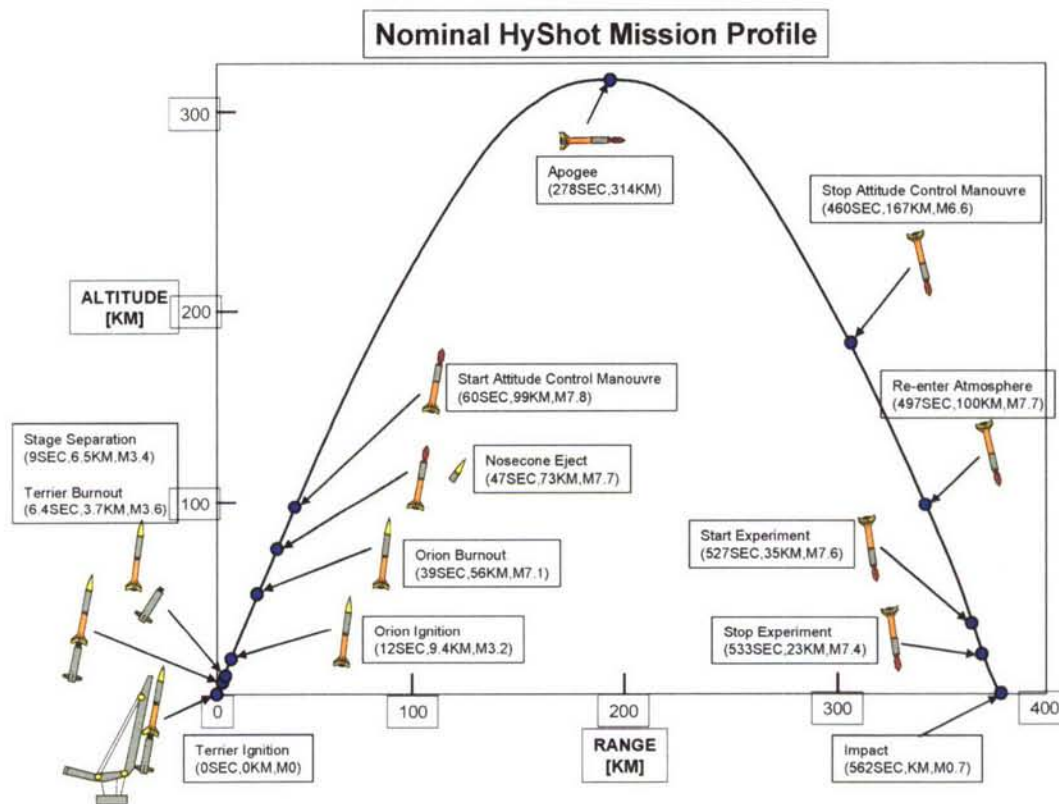 Nominal HyShot Mission Profile
300
Apogee
(278SEC,314KM)
Stop Attitude Control Manouvre
(460SEC,167KM,M6.6)
ALTITUDE
[KM]
200
Start Attitude Control Manouvre
(60SEC,99KM,M7.8)
Re-enter Atmosphere
(497SEC,100KM,M7.7)
Stage Separation
(9SEC,6.5KM,M3.4)
Terrier Burnout
(6.4SEC,3.7KM,M3.6)
Nosecone Eject
(47SEC,73KM,M7.7)
100
Start Experiment
(527SEC,35KM,M7.6)
Orion Burnout
(39SEC,56KM,M7.1)
Orion Ignition
(12SEC,9.4KM,M3.2)
Stop Experiment
(533SEC,23KM,M7.4)
0
100
200
300
400
Terrier Ignition
(0SEC,0KM,M0)
RANGE
[KM]
Impact
(562SEC,KM,M0.7)